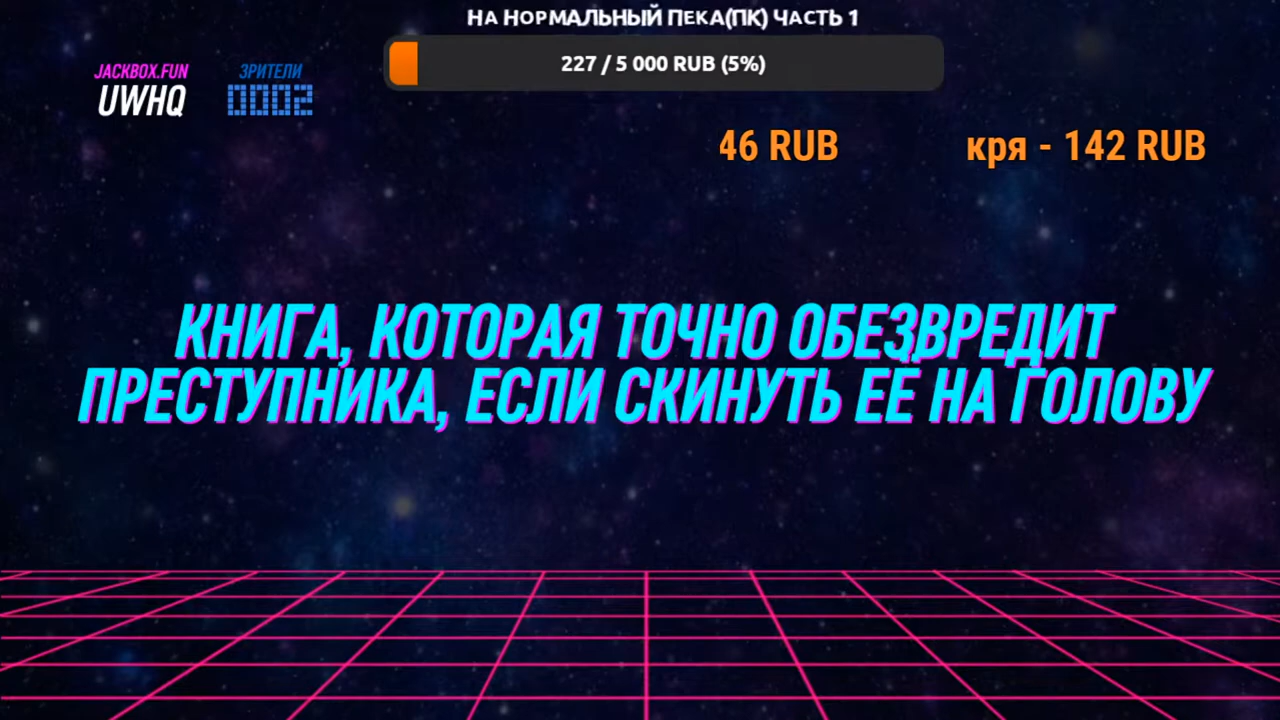 НА НОРМАЛЬНЫЙ ПЕКА(ПК) ЧАСТЬ 1
227 / 5 000 RUB (5%)
JACKBOX.FUN
UWHQ
ЗРИТЕЛИ
0002
46 RUB
кря - 142 RUB
КНИГА, КОТОРАЯ ТОЧНО ОБЕЗВРЕДИТ
ПРЕСТУПНИКА, ЕСЛИ СКИНУТЬ ЕЁ НА ГОЛОВУ